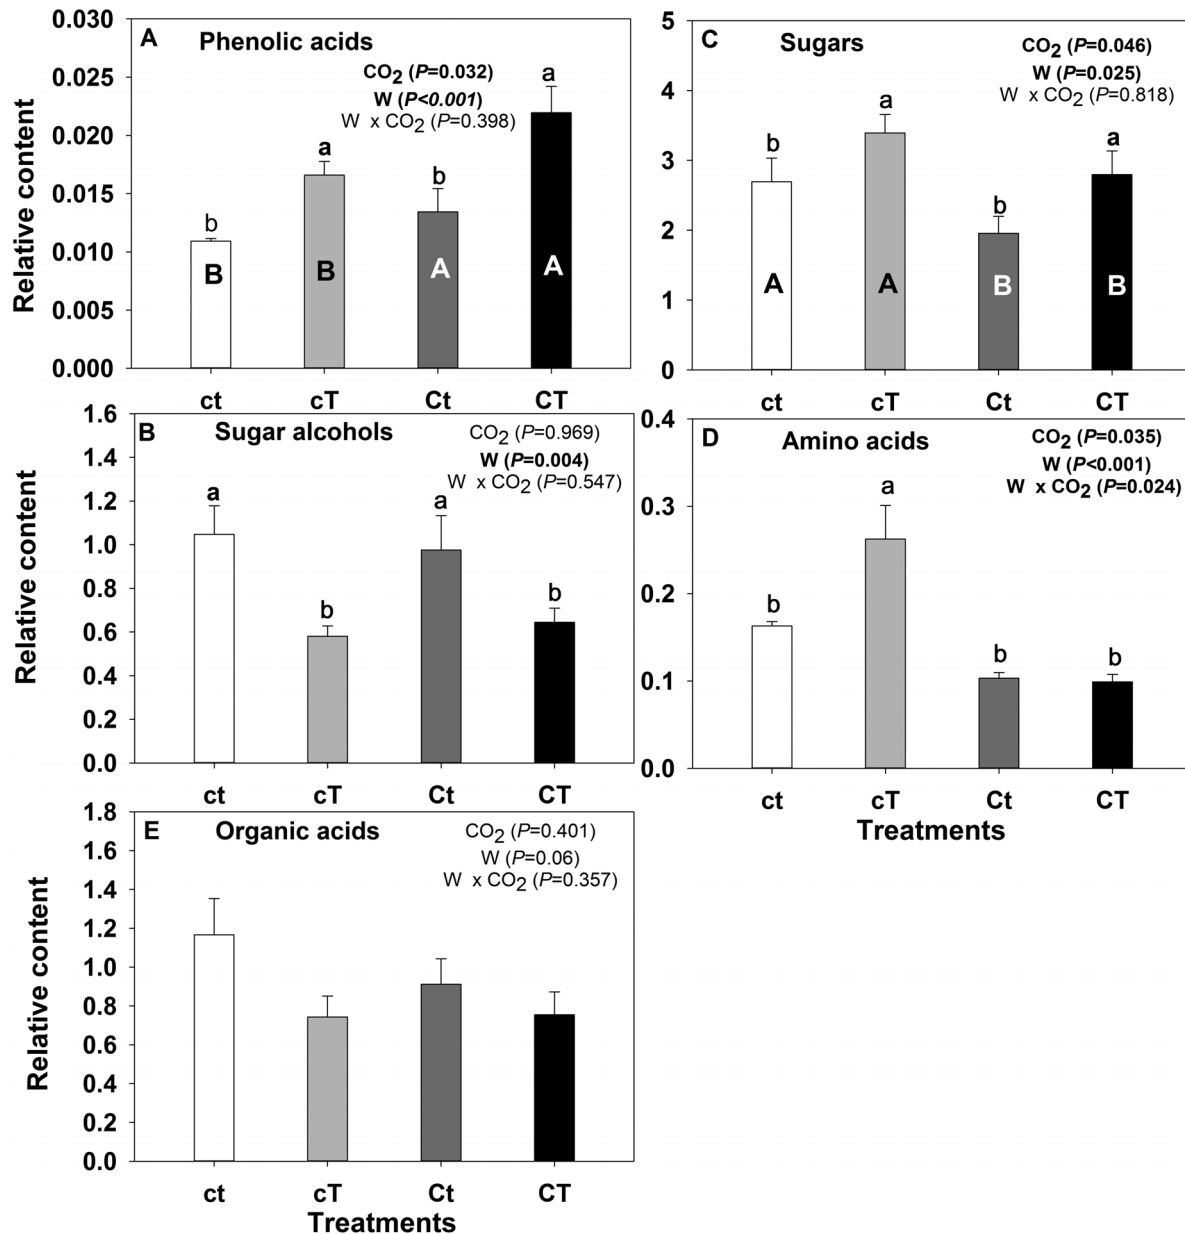 A
Phenolic acids
CO2 (P=0.032)
W (P<0.001)
W x CO2 (P=0.398)
Relative content
0.030
0.025
0.020
0.015
0.010
0.005
0.000
b
a
b
a
B
B
A
A
ct
cT
Ct
CT
C
Sugars
CO2 (P=0.046)
W (P=0.025)
W x CO2 (P=0.818)
5
4
3
2
1
0
b
a
b
a
A
A
B
B
ct
cT
Ct
CT
B
Sugar alcohols
CO2 (P=0.969)
W (P=0.004)
W x CO2 (P=0.547)
Relative content
1.6
1.4
1.2
1.0
0.8
0.6
0.4
0.2
0.0
a
b
a
b
ct
cT
Ct
CT
D
Amino acids
CO2 (P=0.035)
W (P<0.001)
W x CO2 (P=0.024)
0.4
0.3
0.2
0.1
0.0
b
a
b
b
ct
cT
Ct
CT
Treatments
E
Organic acids
CO2 (P=0.401)
W (P=0.06)
W x CO2 (P=0.357)
Relative content
1.8
1.6
1.4
1.2
1.0
0.8
0.6
0.4
0.2
0.0
ct
cT
Ct
CT
Treatments